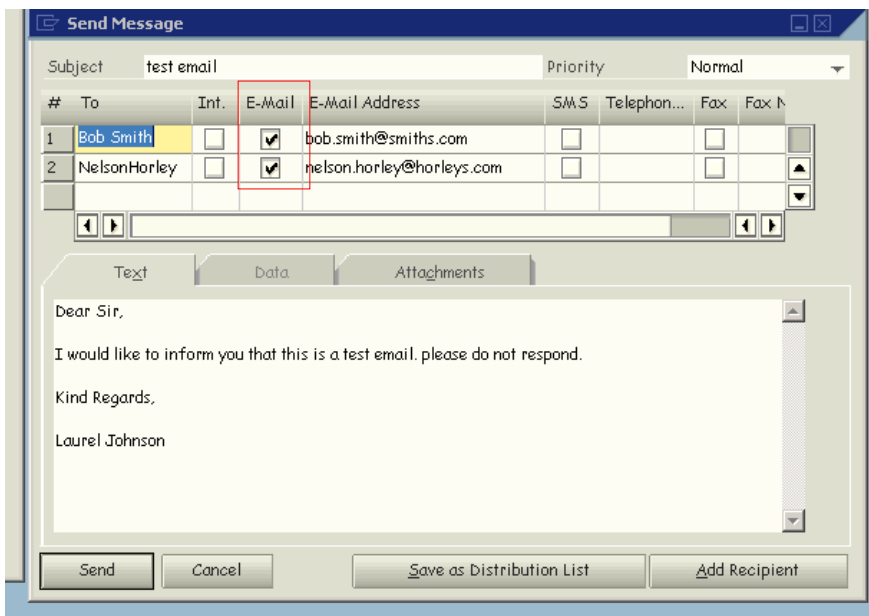 Send Message
Subject test email Priority Normal
# To Int. E-Mail E-Mail Address SMS Telephon... Fax Fax N
1 Bob Smith bob.smith@smiths.com
2 NelsonHorley nelson.horley@horleys.com
Text Data Attachments
Dear Sir,
I would like to inform you that this is a test email. please do not respond.
Kind Regards,
Laurel Johnson
Send Cancel Save as Distribution List Add Recipient